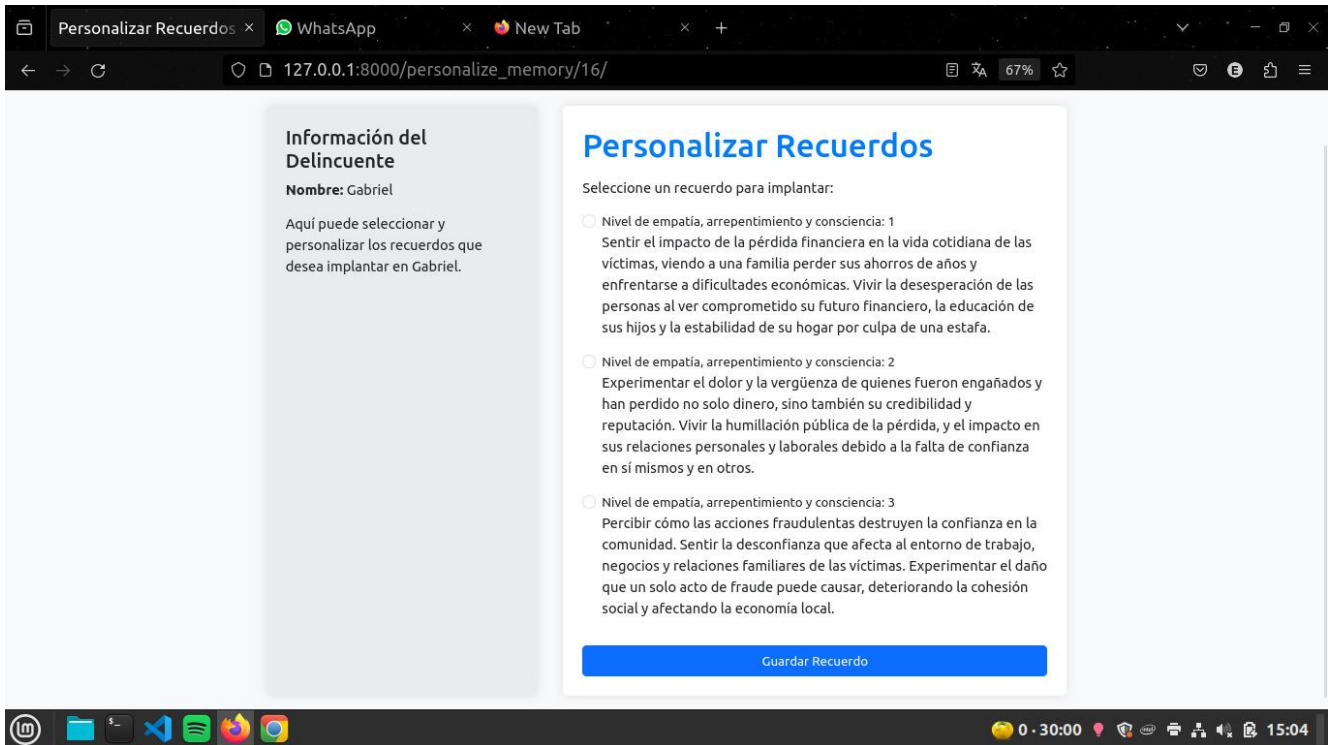 Personalizar Recuerdos
WhatsApp
New Tab
127.0.0.1:8000/personalize_memory/16/
67%
E
Información del
Delincuente
Nombre: Gabriel
Aquí puede seleccionar y
personalizar los recuerdos que
desea implantar en Gabriel.
Personalizar Recuerdos
Seleccione un recuerdo para implantar:
Nivel de empatía, arrepentimiento y consciencia: 1
Sentir el impacto de la pérdida financiera en la vida cotidiana de las
víctimas, viendo a una familia perder sus ahorros de años y
enfrentarse a dificultades económicas. Vivir la desesperación de las
personas al ver comprometido su futuro financiero, la educación de
sus hijos y la estabilidad de su hogar por culpa de una estafa.
Nivel de empatía, arrepentimiento y consciencia: 2
Experimentar el dolor y la vergüenza de quienes fueron engañados y
han perdido no solo dinero, sino también su credibilidad y
reputación. Vivir la humillación pública de la pérdida, y el impacto en
sus relaciones personales y laborales debido a la falta de confianza
en sí mismos y en otros.
Nivel de empatía, arrepentimiento y consciencia: 3
Percibir cómo las acciones fraudulentas destruyen la confianza en la
comunidad. Sentir la desconfianza que afecta al entorno de trabajo,
negocios y relaciones familiares de las víctimas. Experimentar el daño
que un solo acto de fraude puede causar, deteriorando la cohesión
social y afectando la economía local.
Guardar Recuerdo
0 - 30:00
15:04